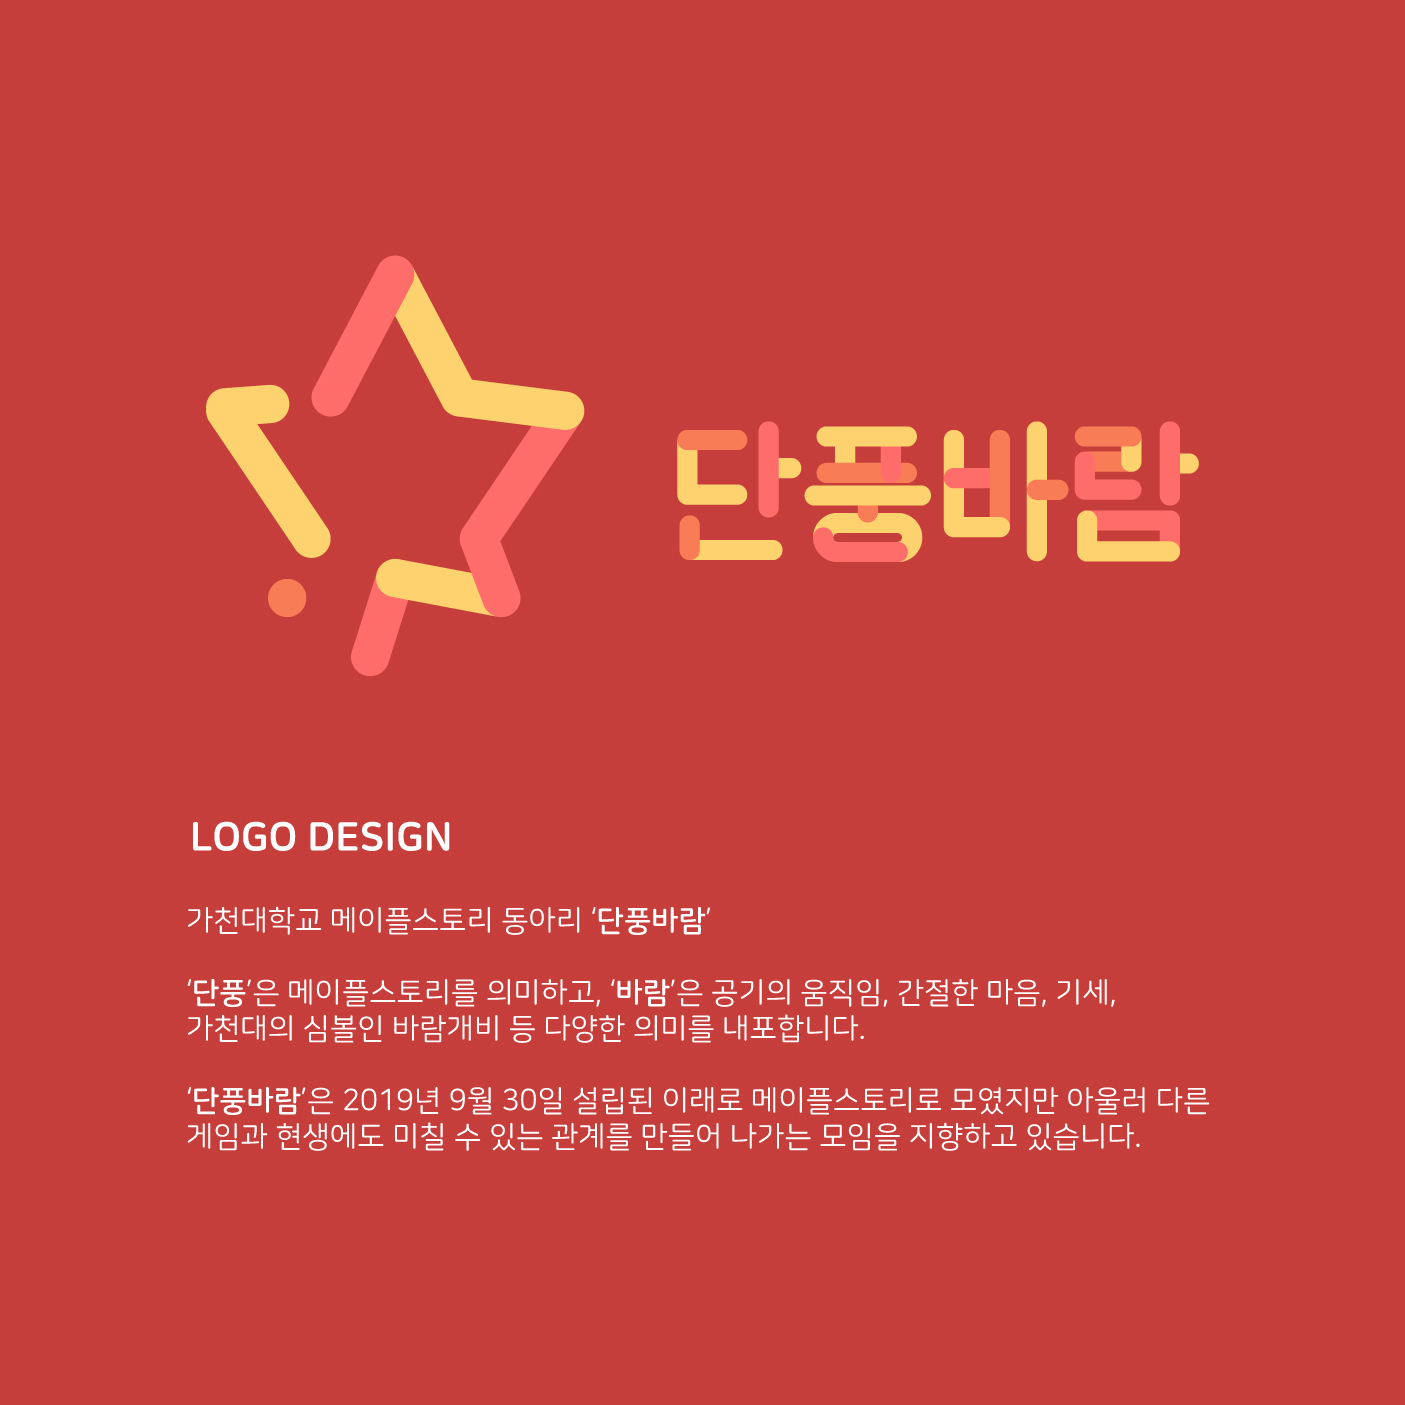 단풍바람
LOGO DESIGN
가천대학교 메이플스토리 동아리 ‘단풍바람’
‘단풍’은 메이플스토리를 의미하고, ‘바람’은 공기의 움직임, 간절한 마음, 기세,
가천대의 심볼인 바람개비 등 다양한 의미를 내포합니다.
‘단풍바람’은 2019년 9월 30일 설립된 이래로 메이플스토리로 모였지만 아울러 다른
게임과 현생에도 미칠 수 있는 관계를 만들어 나가는 모임을 지향하고 있습니다.